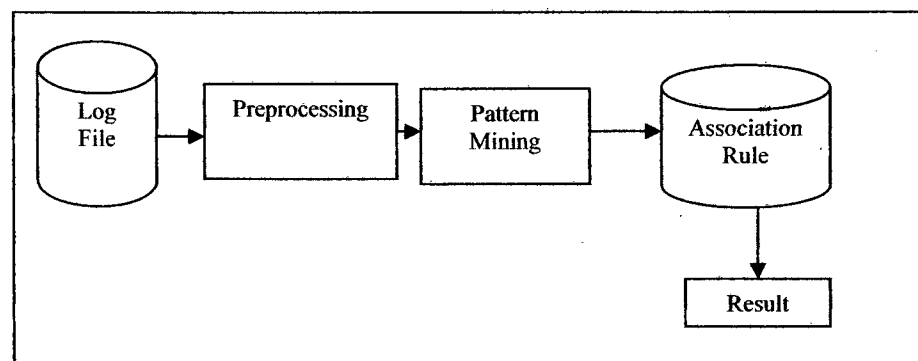 Log
File
Preprocessing
Pattern
Mining
Association
Rule
Result